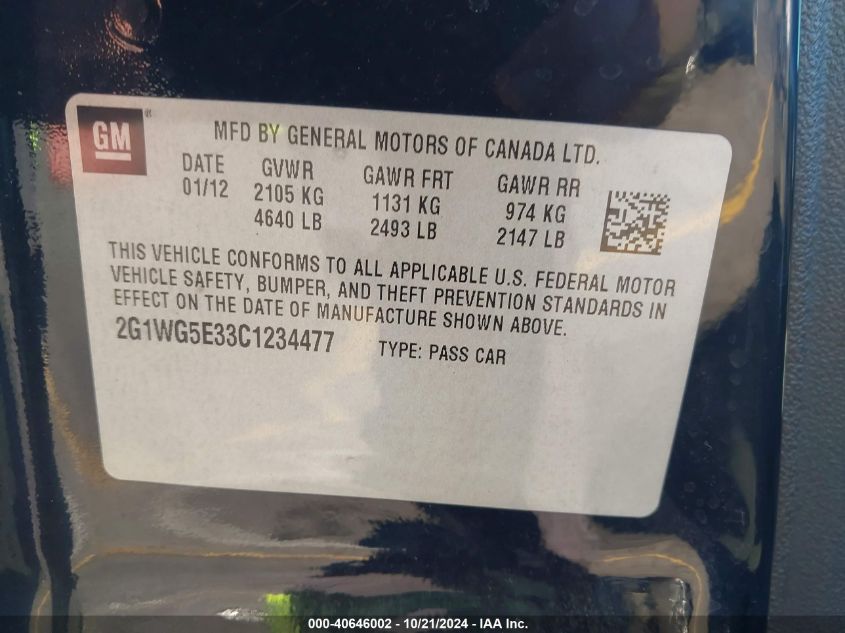 GM ®
MFD BY GENERAL MOTORS OF CANADA LTD.
DATE GVWR GAWR FRT GAWR RR
01/12 2105 KG 1131 KG 974 KG
4640 LB 2493 LB 2147 LB
THIS VEHICLE CONFORMS TO ALL APPLICABLE U.S. FEDERAL MOTOR
VEHICLE SAFETY, BUMPER, AND THEFT PREVENTION STANDARDS IN
EFFECT ON THE DATE OF MANUFACTURE SHOWN ABOVE.
2G1WG5E33C1234477 TYPE: PASS CAR
000-40646002 - 10/21/2024 - IAA Inc.